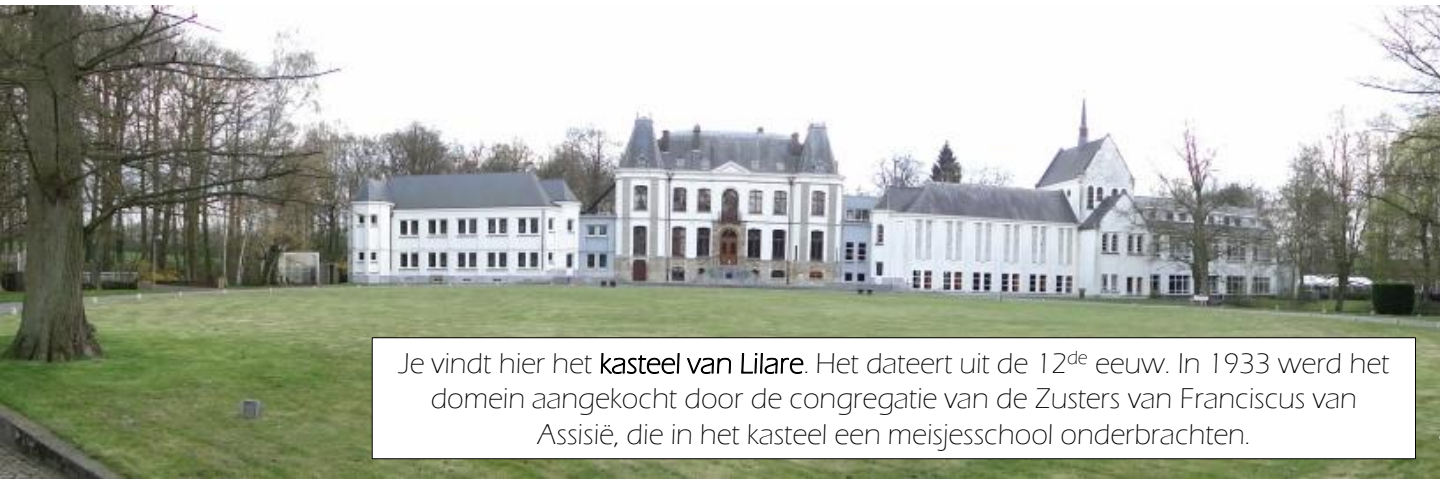 Je vindt hier het kasteel van Lilare. Het dateert uit de 12de eeuw. In 1933 werd het
domein aangekocht door de congregatie van de Zusters van Franciscus van
Assisië, die in het kasteel een meisjesschool onderbrachten.